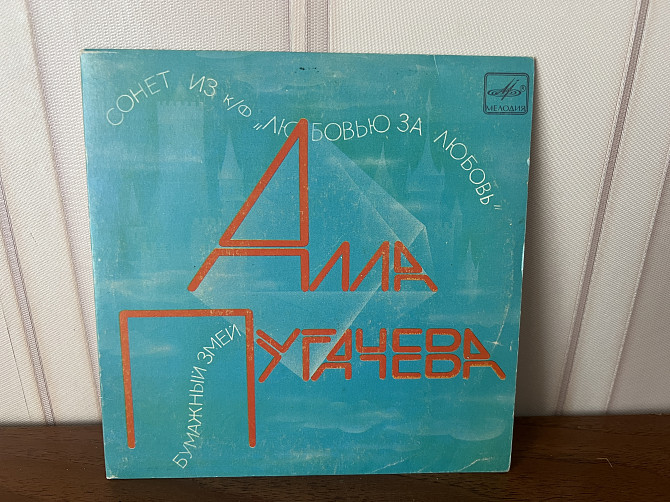 СОНЕТ ИЗ К/Ф „ЛЮБОВЬЮ ЗА ЛЮБОВЬ"
МЕЛОДИЯ
АЛЛА
ПУГАЧЕВА
БУМАЖНЫЙ ЗМЕЙ